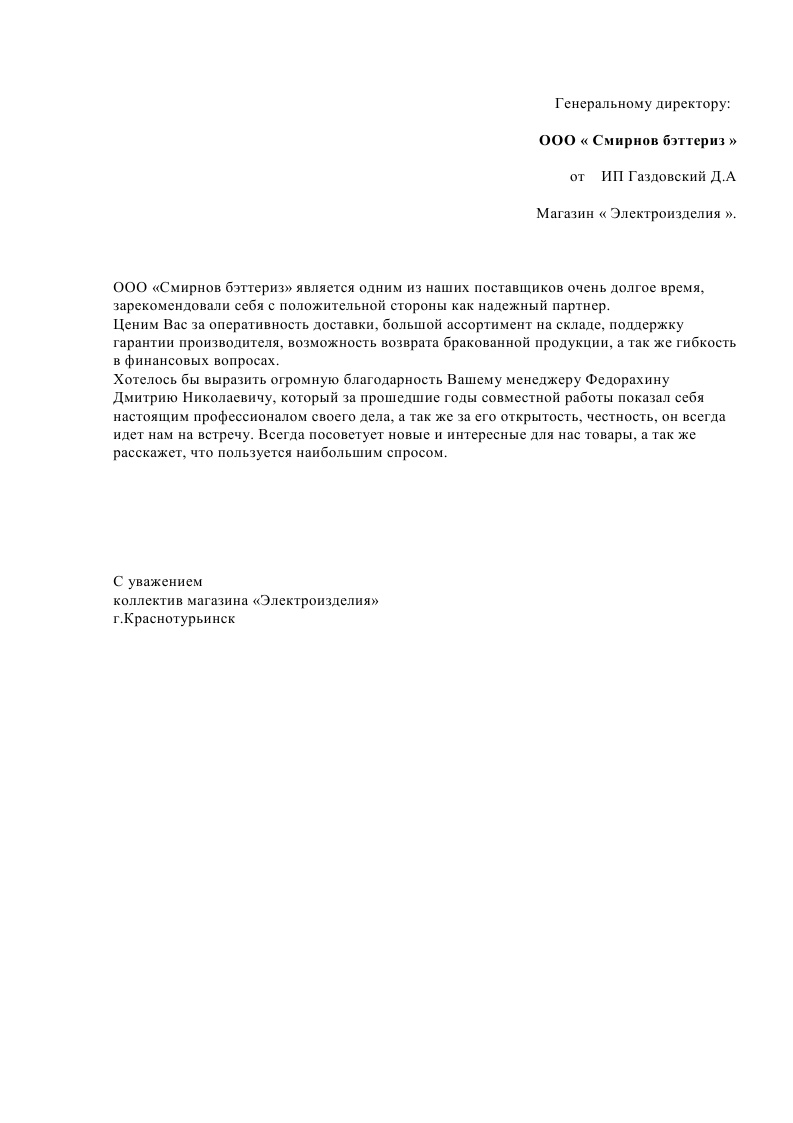 Генеральному директору:
ООО « Смирнов бэттериз »
от ИП Газдовский Д.А
Магазин « Электроизделия ».
ООО «Смирнов бэттериз» является одним из наших поставщиков очень долгое время,
зарекомендовали себя с положительной стороны как надежный партнер.
Ценим Вас за оперативность доставки, большой ассортимент на складе, поддержку
гарантии призводителя, возможность возврата бракованной продукции, а так же гибкость
в финансовых вопросах.
Хотелось бы выразить огромную благодарность Вашему менеджеру Федорахину
Дмитрию Николаевичу, который за прошедшие годы совместной работы показал себя
настоящим профессионалом своего дела, а так же за его открытость, честность, он всегда
идет нам на встречу. Всегда посоветует новые и интересные для нас товары, а так же
расскажет, что пользуется наибольшим спросом.
С уважением
коллектив магазина «Электроизделия»
г.Краснотурьинск